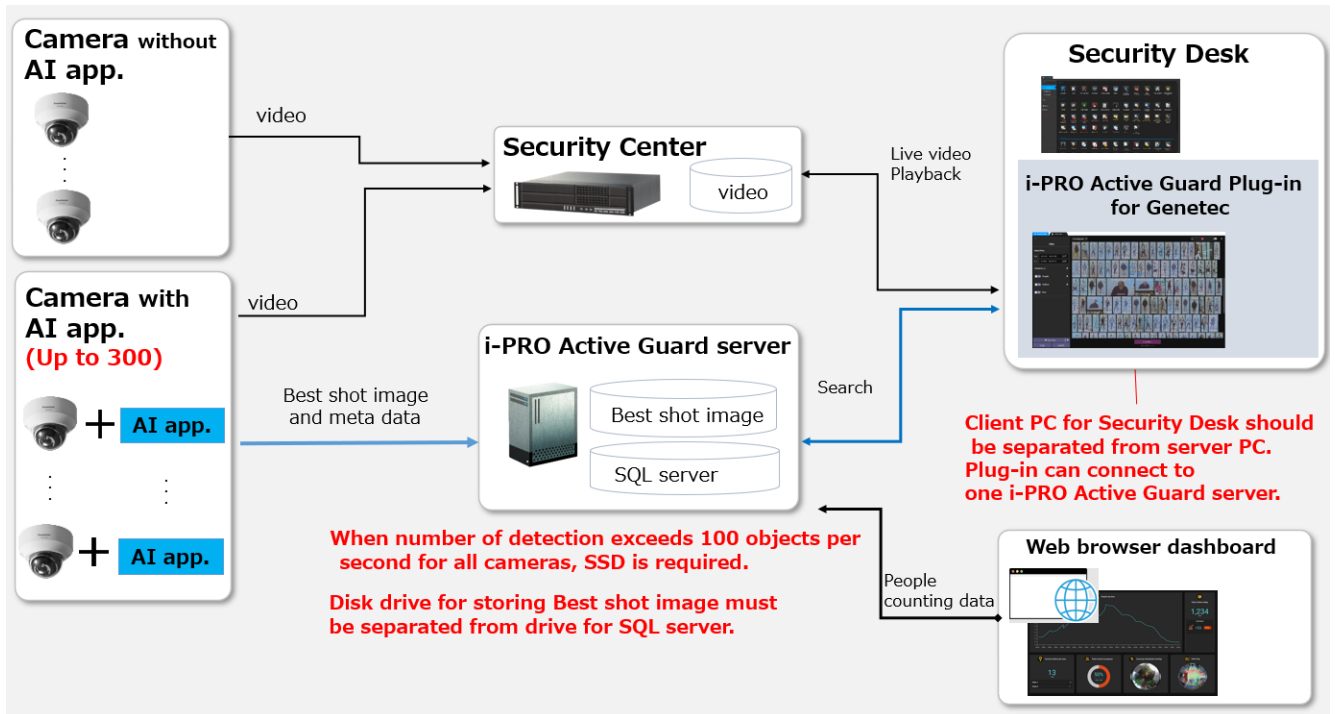 Camera without
AI app.
video
Camera with
AI app.
(Up to 300)
video
AI app.
AI app.
Best shot image
and meta data
Security Center
video
i-PRO Active Guard server
Best shot image
SQL server
When number of detection exceeds 100 objects per
second for all cameras, SSD is required.
Disk drive for storing Best shot image must
be separated from drive for SQL server.
Live video
Playback
Search
People
counting data
Security Desk
i-PRO Active Guard Plug-in
for Genetec
Client PC for Security Desk should
be separated from server PC.
Plug-in can connect to
one i-PRO Active Guard server.
Web browser dashboard
1,234
13